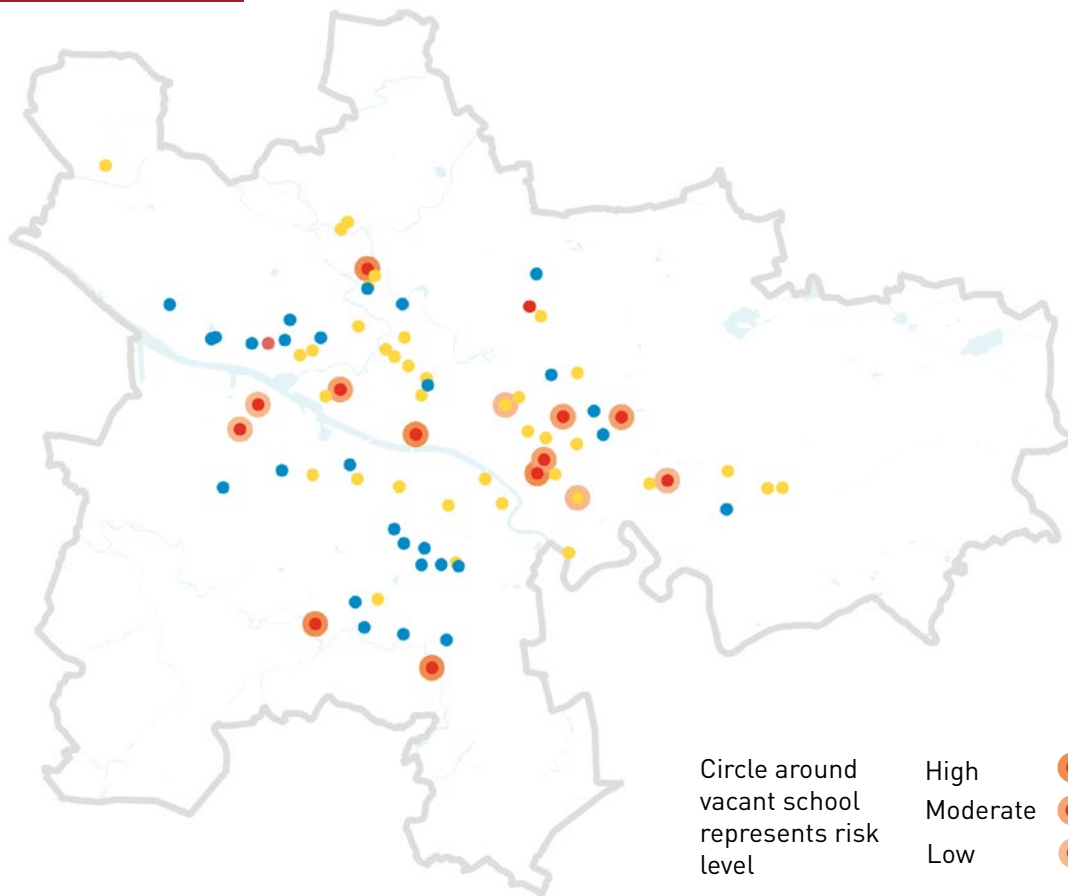 Circle around
vacant school
represents risk
level
High
Moderate
Low